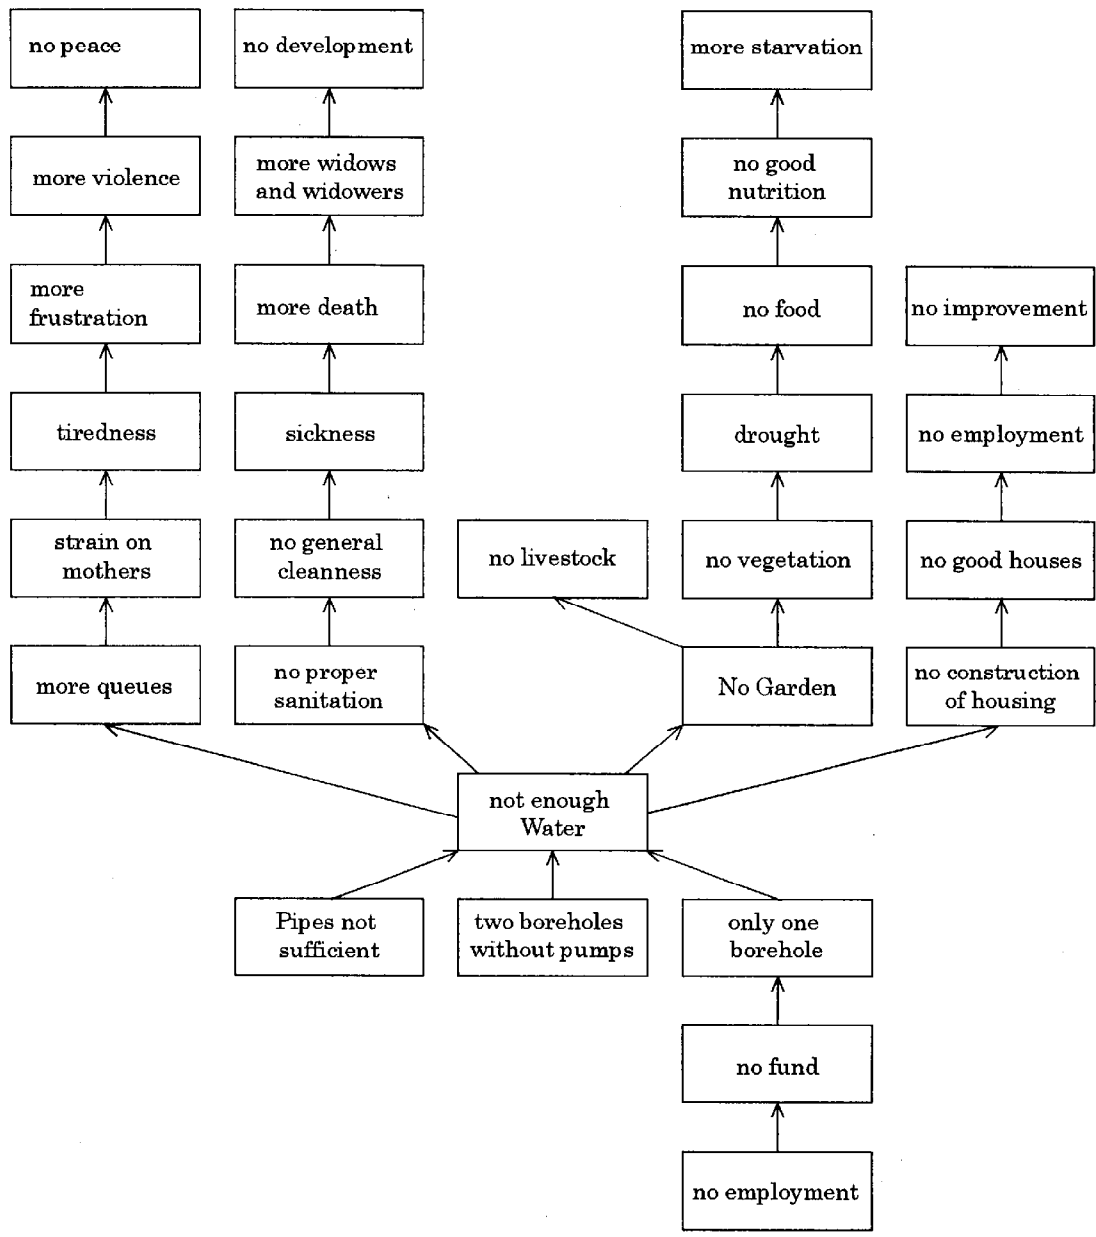 no peace
no development
more starvation
more violence
more widows
and widowers
no good
nutrition
more
frustration
more death
no food
no improvement
tiredness
sickness
drought
no employment
strain on
mothers
no general
cleanness
no livestock
no vegetation
no good houses
more queues
no proper
sanitation
No Garden
no construction
of housing
not enough
Water
Pipes not
sufficient
two boreholes
without pumps
only one
borehole
no fund
no employment